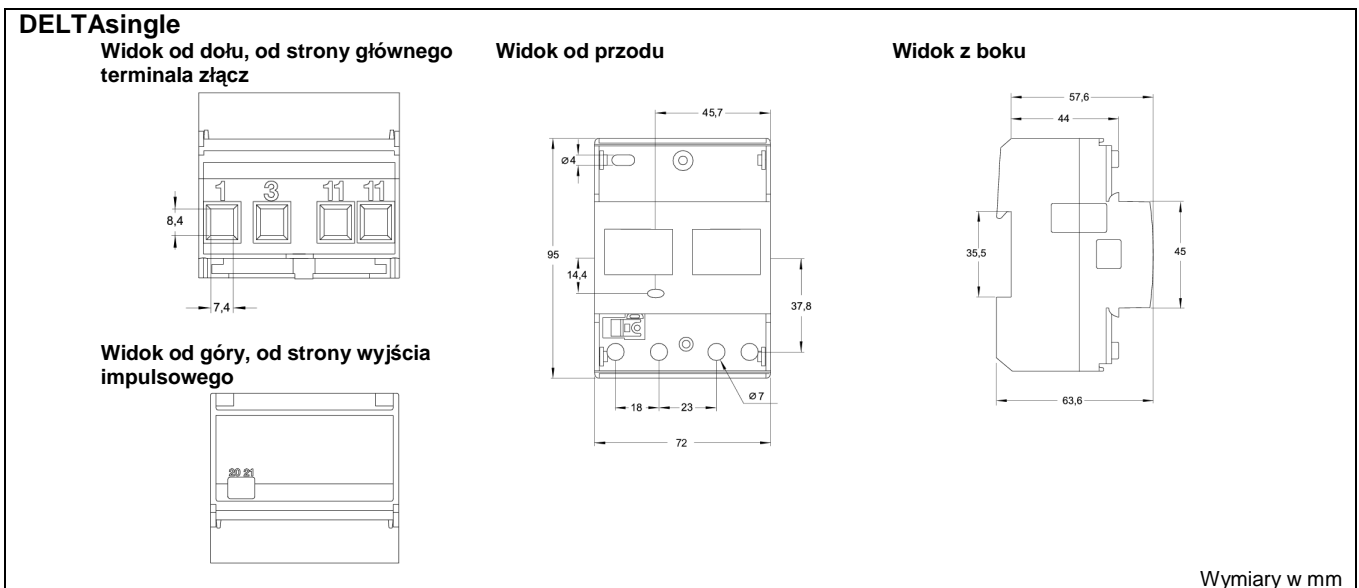 DELTAsingle
Widok od dołu, od strony głównego
terminala złącz
1 3 11 11
8,4
7,4
Widok od góry, od strony wyjścia
impulsowego
20 21
Widok od przodu
45,7
ø4
95
14,4
37,8
ø7
18
23
72
Widok z boku
57,6
44
35,5
45
63,6
Wymiary w mm